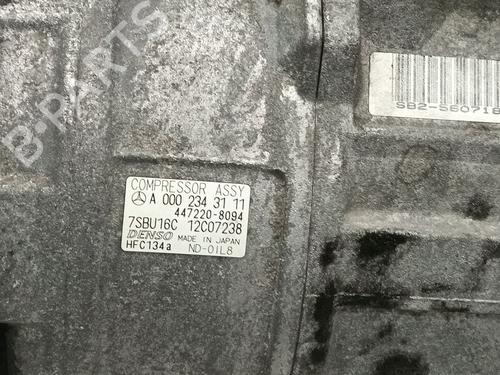 B-PARTS
SB2-SE0718
COMPRESSOR ASSY
A 000 234 31 11
447220-8094
7SBU16C 12C07238
DENSO MADE IN JAPAN
HFC134a ND-OIL8